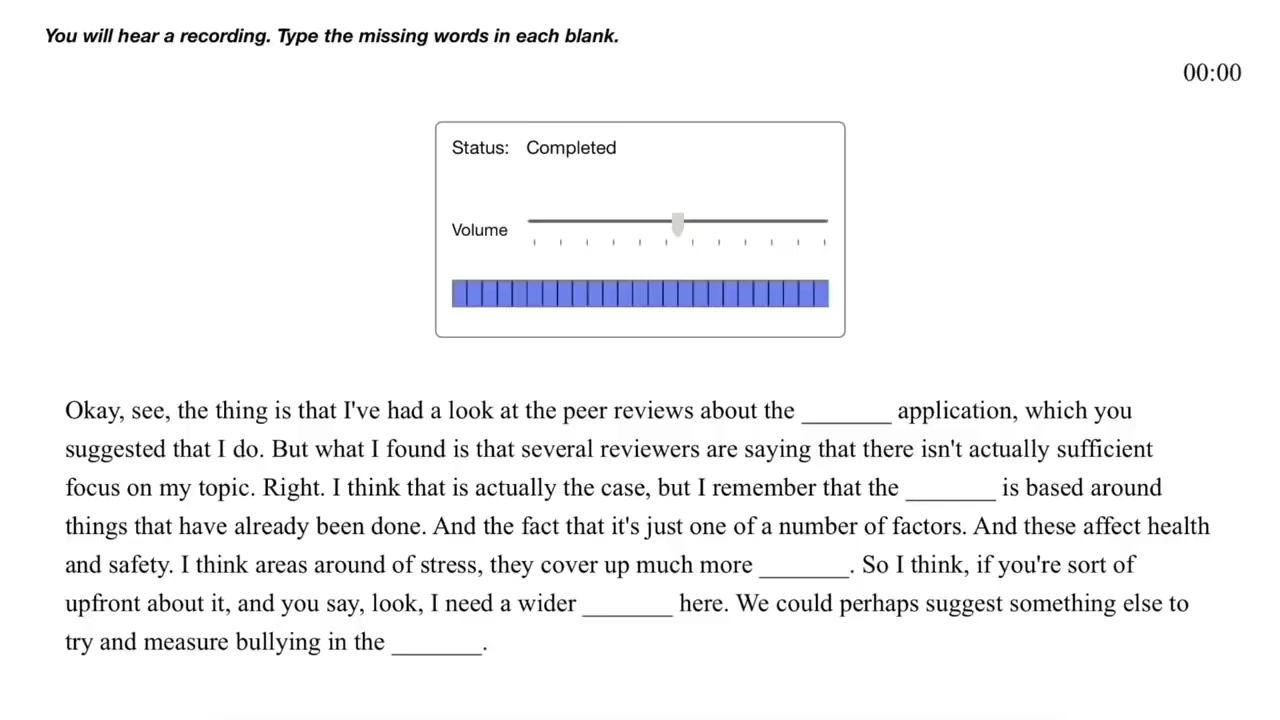 You will hear a recording. Type the missing words in each blank.
00:00
Status: Completed
Volume
Okay, see, the thing is that I've had a look at the peer reviews about the _______ application, which you
suggested that I do. But what I found is that several reviewers are saying that there isn't actually sufficient
focus on my topic. Right. I think that is actually the case, but I remember that the _______ is based around
things that have already been done. And the fact that it's just one of a number of factors. And these affect health
and safety. I think areas around of stress, they cover up much more _______. So I think, if you're sort of
upfront about it, and you say, look, I need a wider _______ here. We could perhaps suggest something else to
try and measure bullying in the _______.